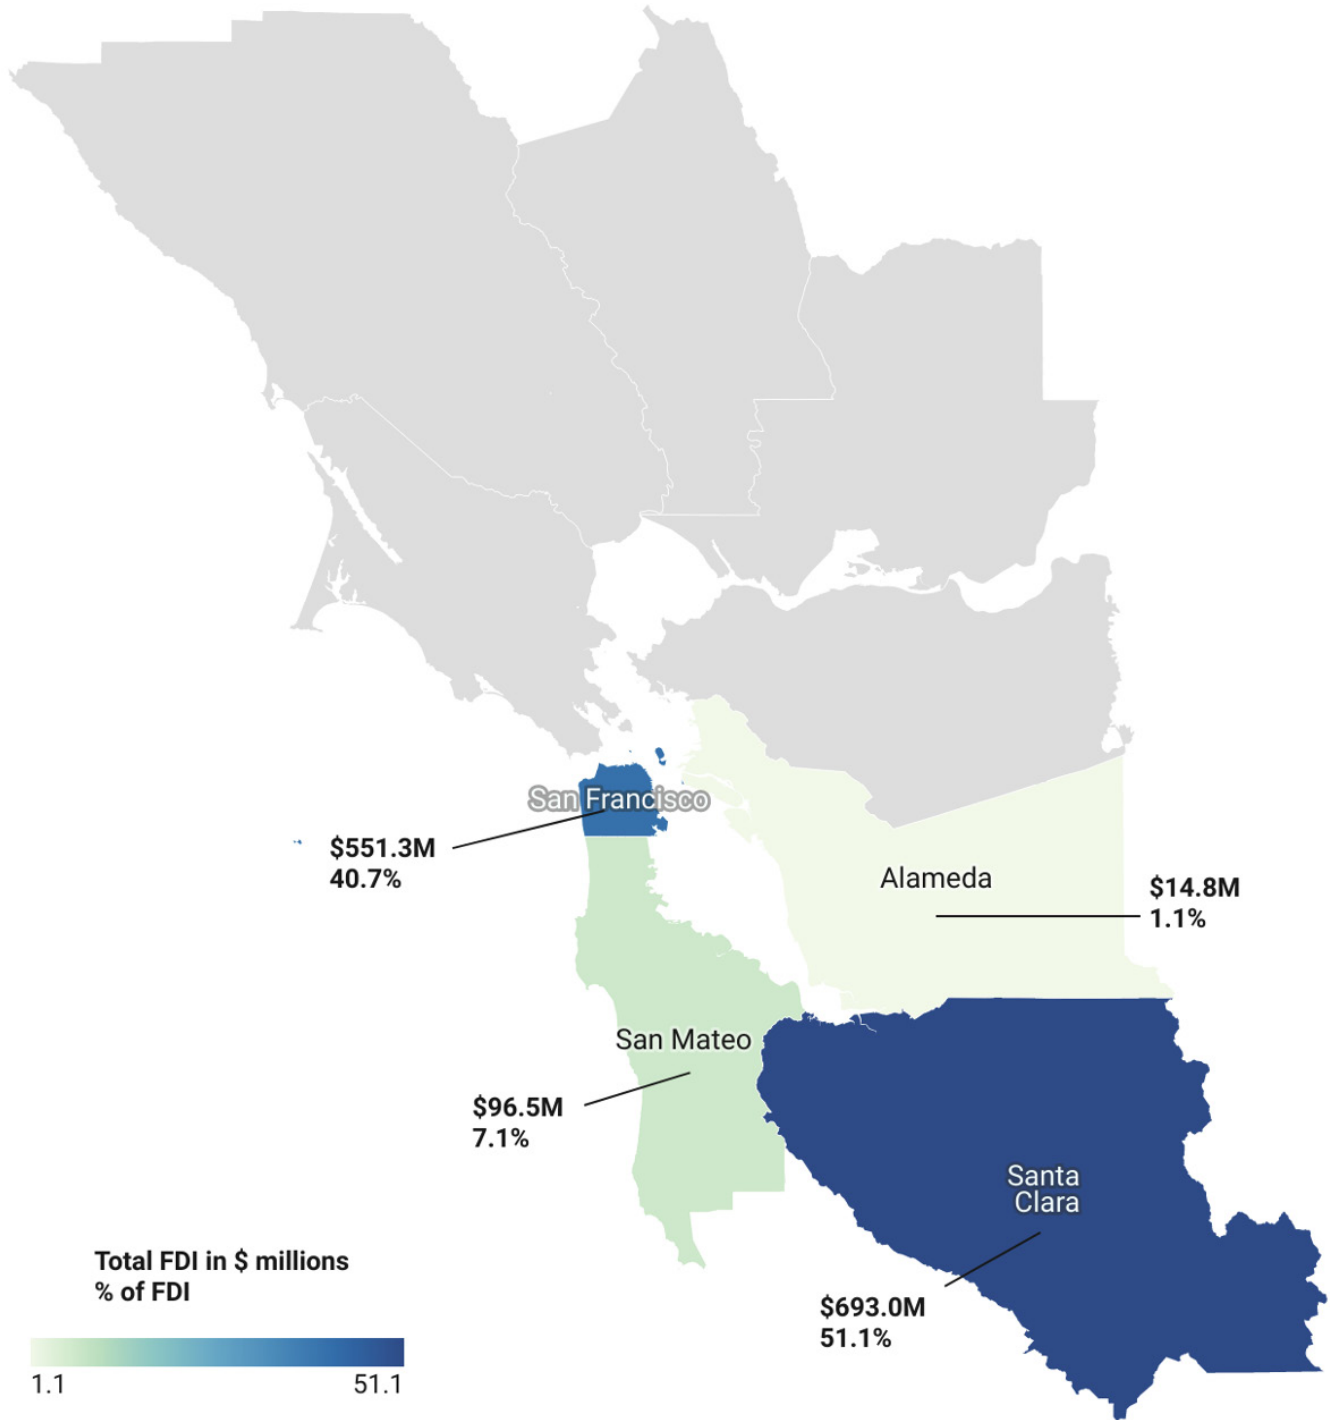 San Francisco
$551.3M
40.7%
Alameda
$14.8M
1.1%
San Mateo
$96.5M
7.1%
Santa
Clara
$693.0M
51.1%
Total FDI in $ millions
% of FDI
1.1
51.1